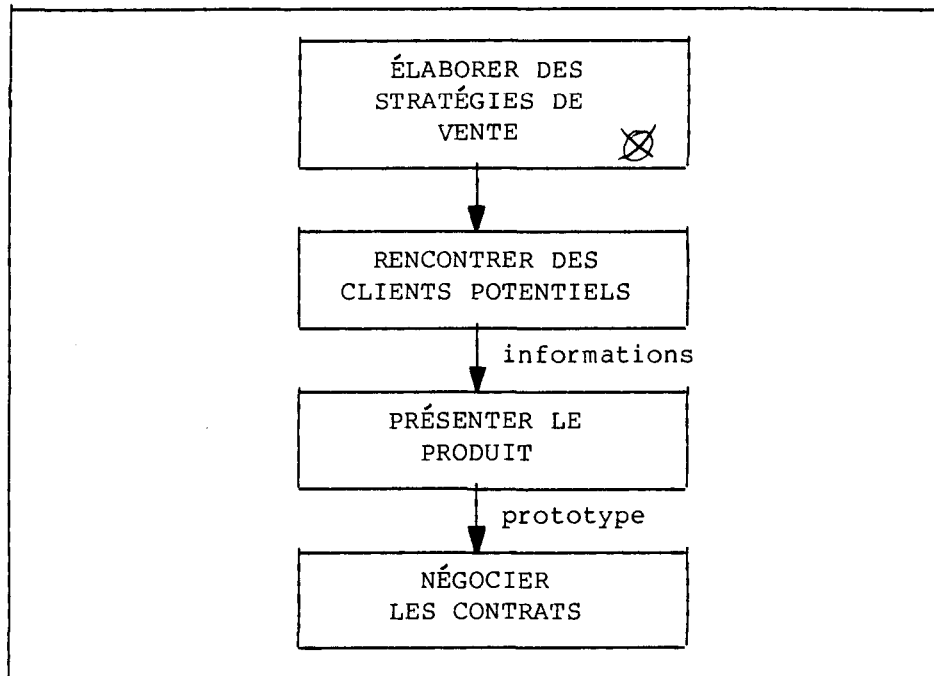 ÉLABORER DES
STRATÉGIES DE
VENTE
RENCONTRER DES
CLIENTS POTENTIELS
informations
PRÉSENTER LE
PRODUIT
prototype
NÉGOCIER
LES CONTRATS